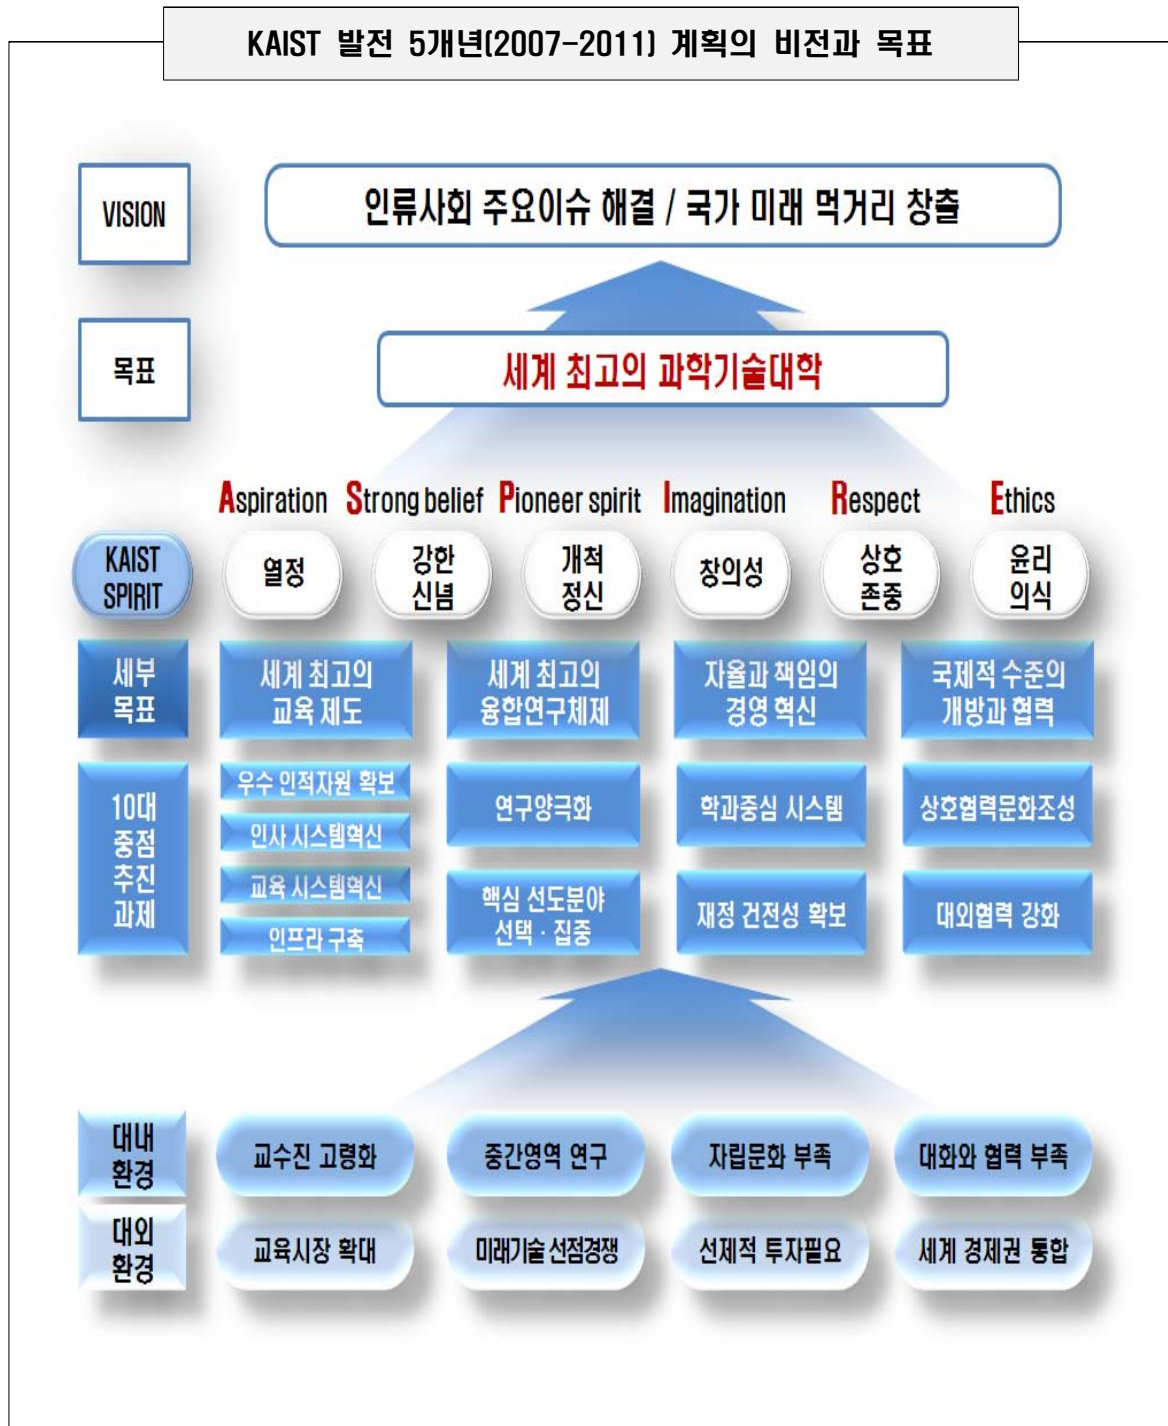 KAIST 발전 5개년(2007-2011) 계획의 비전과 목표
VISION
인류사회 주요이슈 해결 / 국가 미래 먹거리 창출
목표
세계 최고의 과학기술대학
Aspiration Strong belief Pioneer spirit Imagination Respect Ethics
KAIST
SPIRIT
열정
강한
신념
개척
정신
창의성
상호
존중
윤리
의식
세부
목표
세계 최고의
교육 제도
세계 최고의
융합연구체제
자율과 책임의
경영 혁신
국제적 수준의
개방과 협력
10대
중점
추진
과제
우수 인적자원 확보
인사 시스템혁신
교육 시스템혁신
인프라 구축
연구양극화
핵심 선도분야
선택 · 집중
학과중심 시스템
재정 건전성 확보
상호협력문화조성
대외협력 강화
대내
환경
교수진 고령화
중간영역 연구
자립문화 부족
대화와 협력 부족
대외
환경
교육시장 확대
미래기술 선점경쟁
선제적 투자필요
세계 경제권 통합